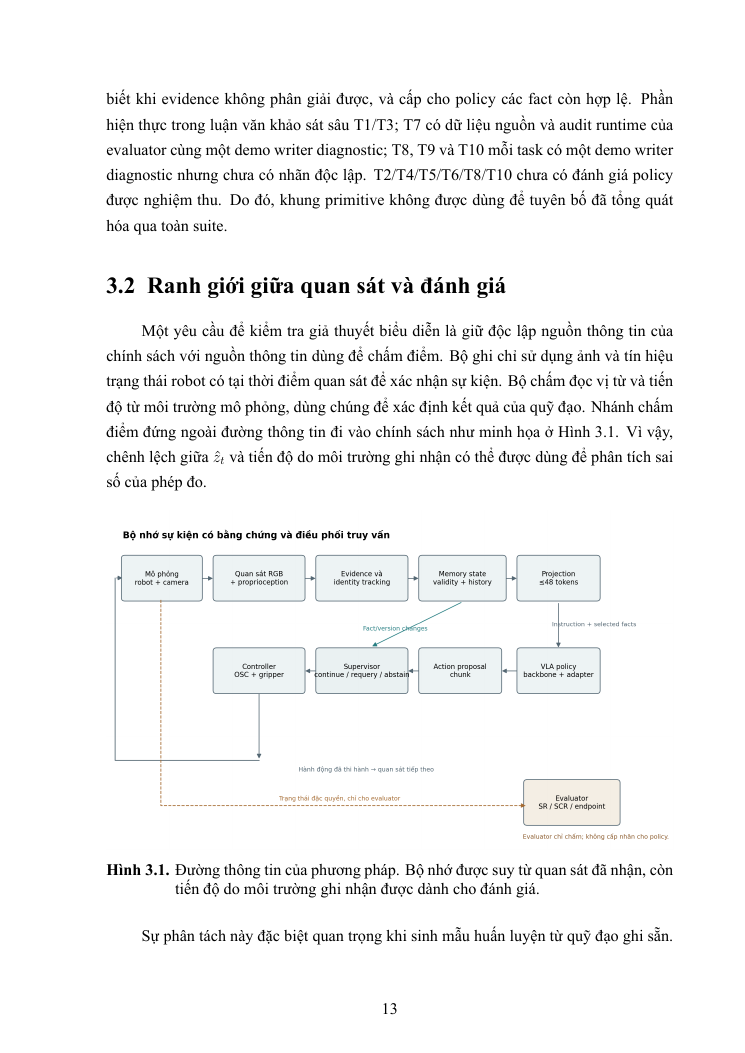 biết khi evidence không phân giải được, và cấp cho policy các fact còn hợp lệ. Phần
hiện thực trong luận văn khảo sát sâu T1/T3; T7 có dữ liệu nguồn và audit runtime của
evaluator cùng một demo writer diagnostic; T8, T9 và T10 mỗi task có một demo writer
diagnostic nhưng chưa có nhãn độc lập. T2/T4/T5/T6/T8/T10 chưa có đánh giá policy
được nghiệm thu. Do đó, khung primitive không được dùng để tuyên bố đã tổng quát
hóa qua toàn suite.
3.2 Ranh giới giữa quan sát và đánh giá
Một yêu cầu để kiểm tra giả thuyết biểu diễn là giữ độc lập nguồn thông tin của
chính sách với nguồn thông tin dùng để chấm điểm. Bộ ghi chỉ sử dụng ảnh và tín hiệu
trạng thái robot có tại thời điểm quan sát để xác nhận sự kiện. Bộ chấm đọc vị từ và tiến
độ từ môi trường mô phỏng, dùng chúng để xác định kết quả của quỹ đạo. Nhánh chấm
điểm đứng ngoài đường thông tin đi vào chính sách như minh họa ở Hình 3.1. Vì vậy,
chênh lệch giữa ẑₜ và tiến độ do môi trường ghi nhận có thể được dùng để phân tích sai
số của phép đo.
Bộ nhớ sự kiện có bằng chứng và điều phối truy vấn
Mô phỏng
robot + camera
Quan sát RGB
+ proprioception
Evidence và
identity tracking
Memory state
validity + history
Projection
≤48 tokens
Fact/version changes
Instruction + selected facts
Controller
OSC + gripper
Supervisor
continue / requery / abstain
Action proposal
chunk
VLA policy
backbone + adapter
Hành động đã thi hành → quan sát tiếp theo
Trạng thái đặc quyền, chỉ cho evaluator
Evaluator
SR / SCR / endpoint
Evaluator chỉ chấm; không cấp nhãn cho policy.
Hình 3.1. Đường thông tin của phương pháp. Bộ nhớ được suy từ quan sát đã nhận, còn
tiến độ do môi trường ghi nhận được dành cho đánh giá.
Sự phân tách này đặc biệt quan trọng khi sinh mẫu huấn luyện từ quỹ đạo ghi sẵn.
13